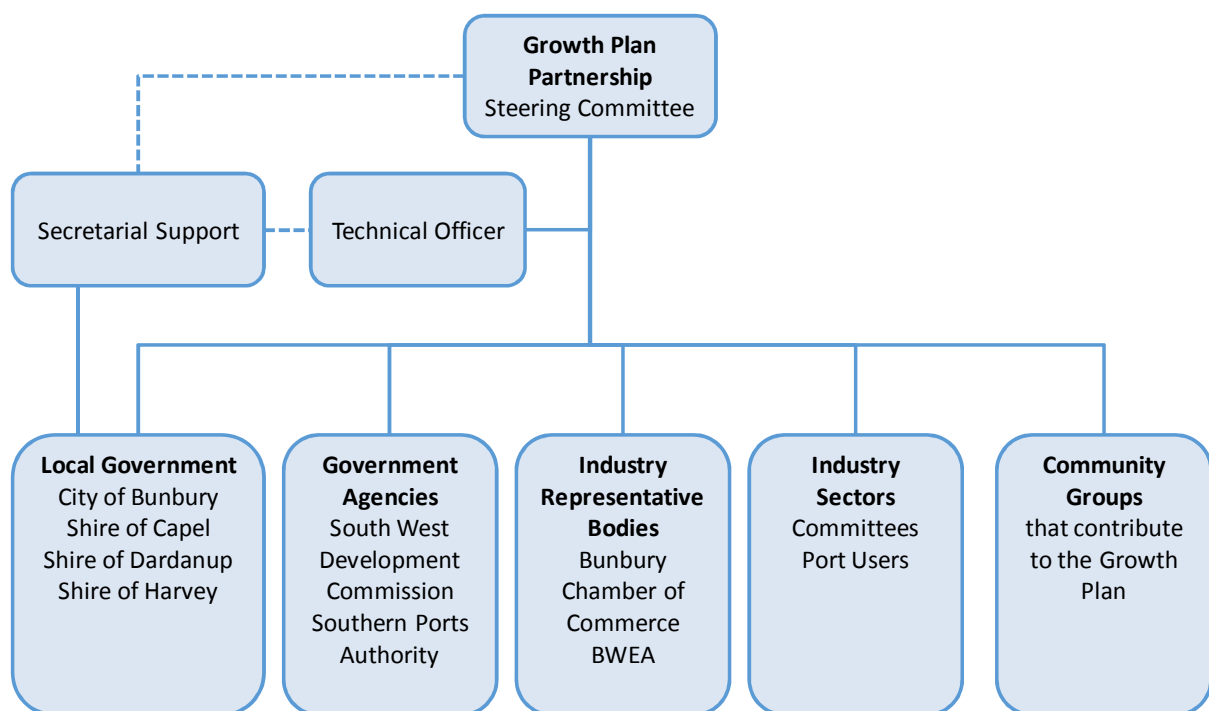 Growth Plan
Partnership
Steering Committee
Secretarial Support
Technical Officer
Local Government
City of Bunbury
Shire of Capel
Shire of Dardanup
Shire of Harvey
Government
Agencies
South West
Development
Commission
Southern Ports
Authority
Industry
Representative
Bodies
Bunbury
Chamber of
Commerce
BWEA
Industry
Sectors
Committees
Port Users
Community
Groups
that contribute
to the Growth
Plan